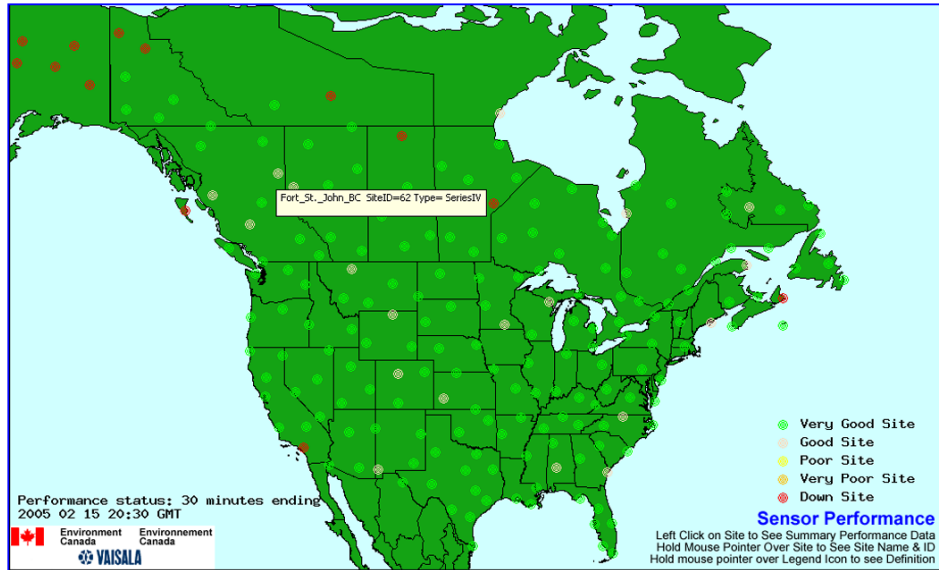 Fort_St._John_BC SiteID=62 Type= SeriesIV
Very Good Site
Good Site
Poor Site
Very Poor Site
Down Site
Performance status; 30 minutes ending
2005 02 15 20:30 GMT
Environment Canada
Environnement Canada
VAISALA
Sensor Performance
Left Click on Site to See Summary Performance Data
Hold Mouse Pointer Over Site to See Site Name & ID
Hold mouse pointer over Legend Icon to see Definition